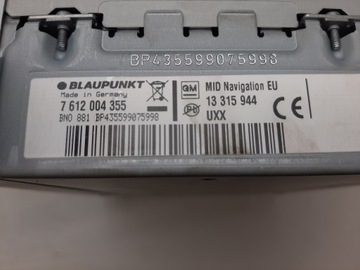 BP435599075998
BLAUPUNKT
Made in Germany
7 612 004 355
BNO 881 BP435599075998
GM
MID Navigation EU
13 315 944
UXX
CE